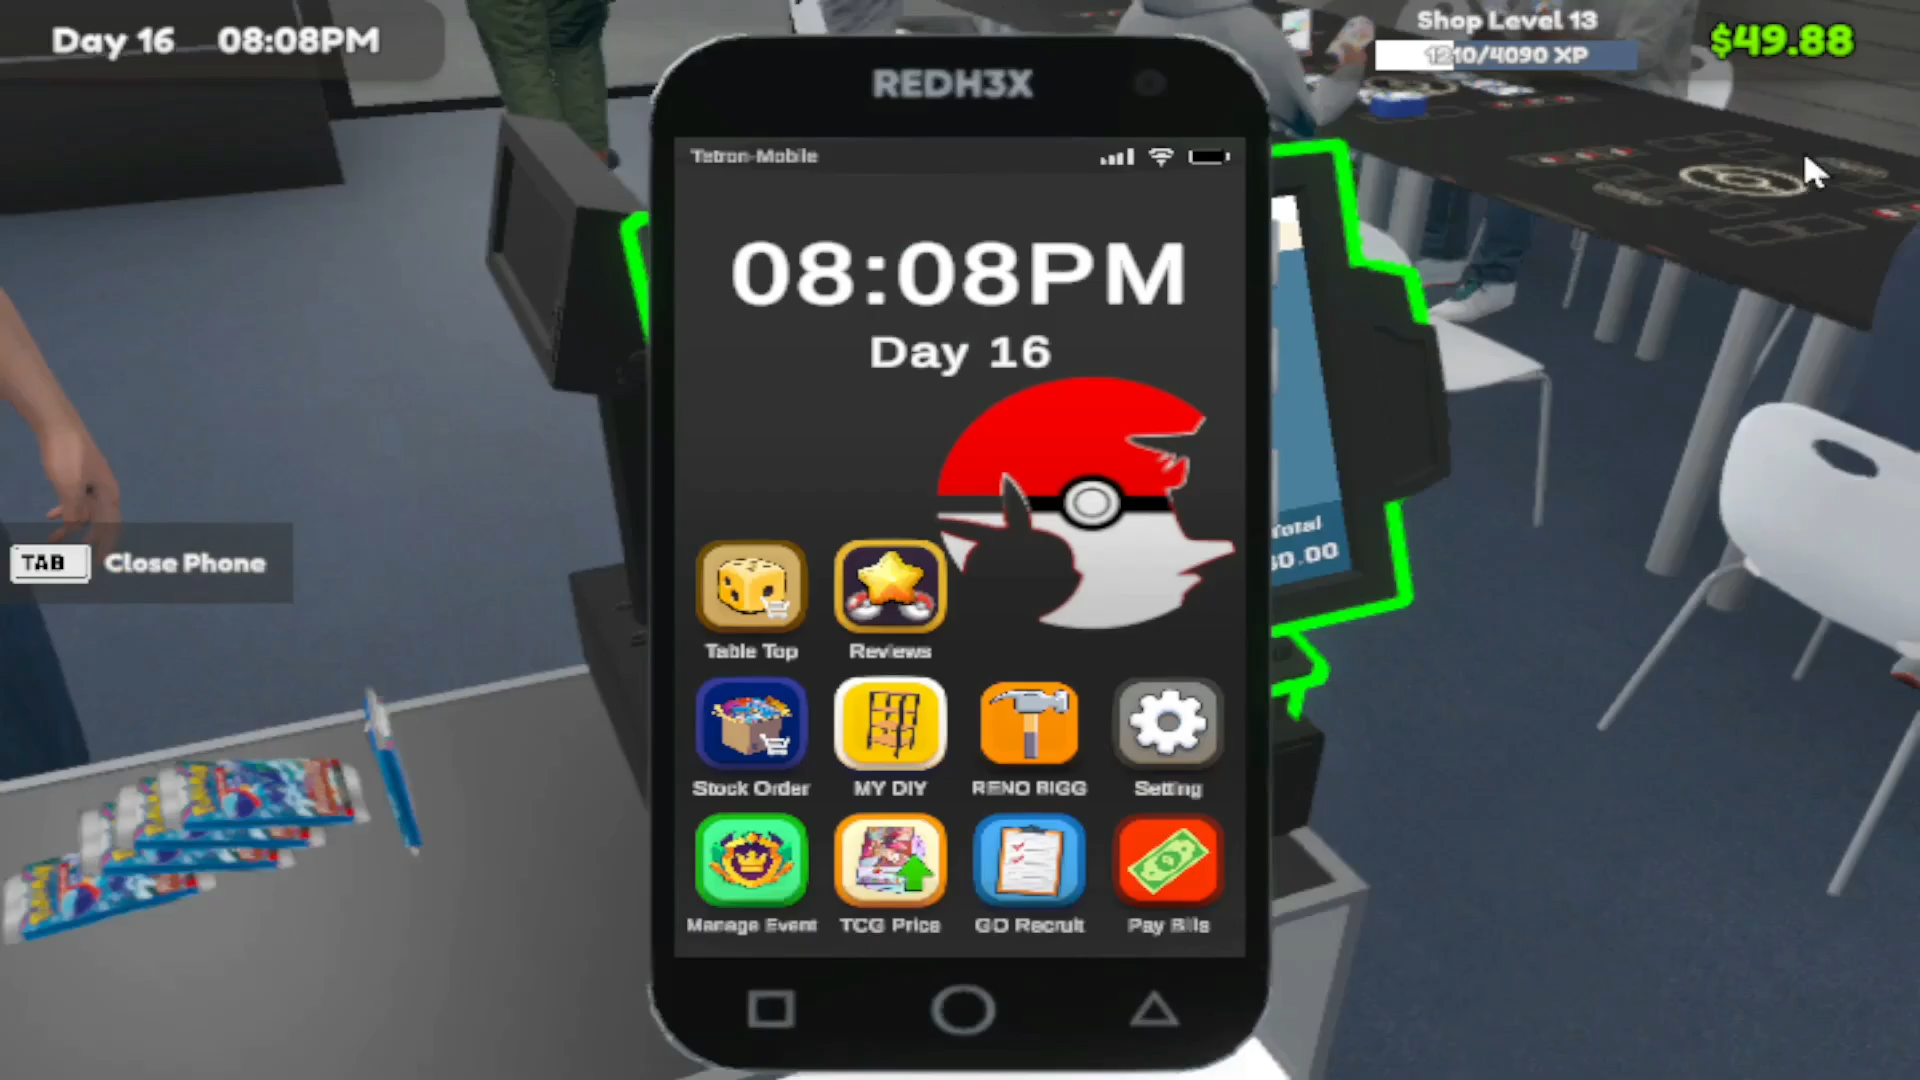 Day 16 08:08PM
Shop Level 13
1210/4090 XP
$49.88
REDH3X
Tetron-Mobile
08:08PM
Day 16
TAB Close Phone
Table Top
Reviews
Stock Order
MY DIY
RENO BIGG
Setting
Manage Event
TCG Price
GO Recruit
Pay Bills
Total